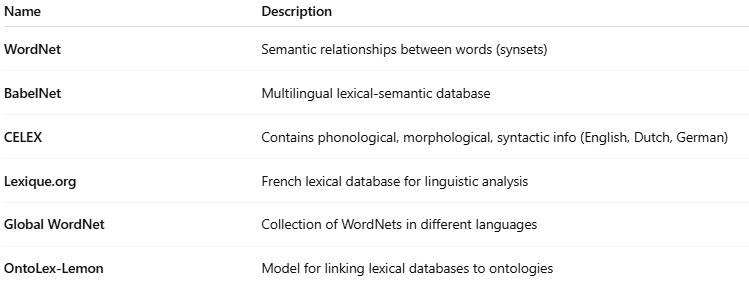 Name Description
WordNet Semantic relationships between words (synsets)
BabelNet Multilingual lexical-semantic database
CELEX Contains phonological, morphological, syntactic info (English, Dutch, German)
Lexique.org French lexical database for linguistic analysis
Global WordNet Collection of WordNets in different languages
OntoLex-Lemon Model for linking lexical databases to ontologies